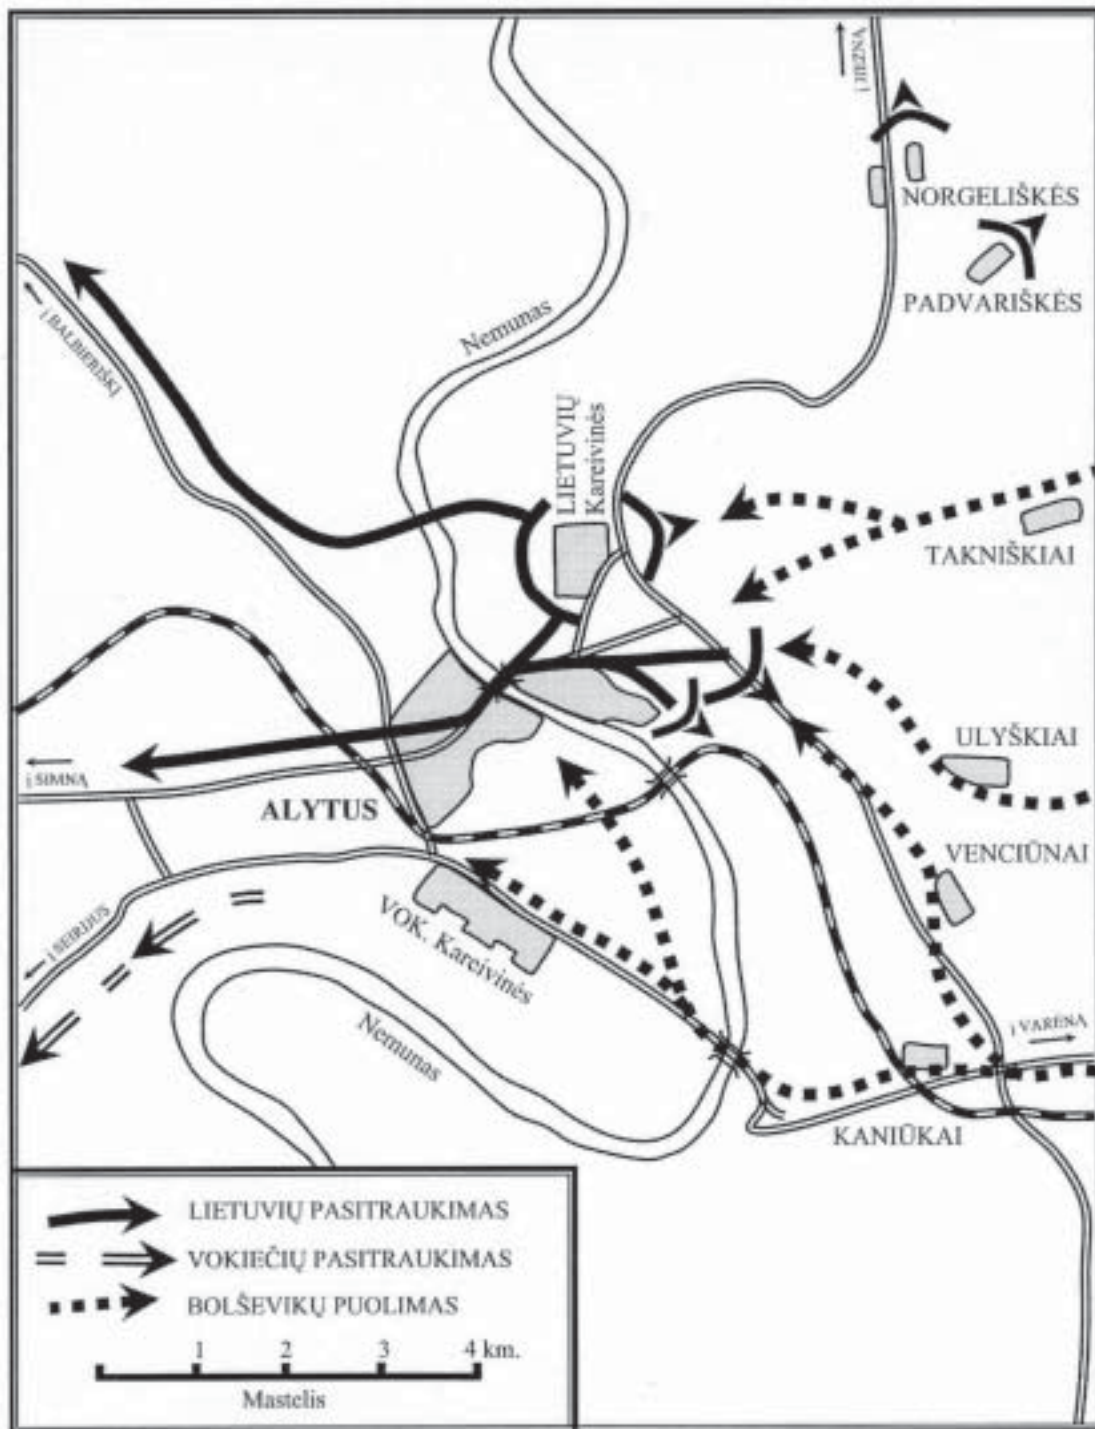 į JIEZNĄ
NORGELIŠKĖS
PADVARIŠKĖS
į BALBIERIŠKĮ
Nemunas
LIETUVIŲ
Kareivinės
TAKNIŠKIAI
ULYŠKIAI
į SIMNĄ
ALYTUS
VENCIŪNAI
į SEIRIJUS
VOK. Kareivinės
Nemunas
į VARĖNĄ
KANIŪKAI
LIETUVIŲ PASITRAUKIMAS
VOKIEČIŲ PASITRAUKIMAS
BOLŠEVIKŲ PUOLIMAS
1 2 3 4 km.
Mastelis